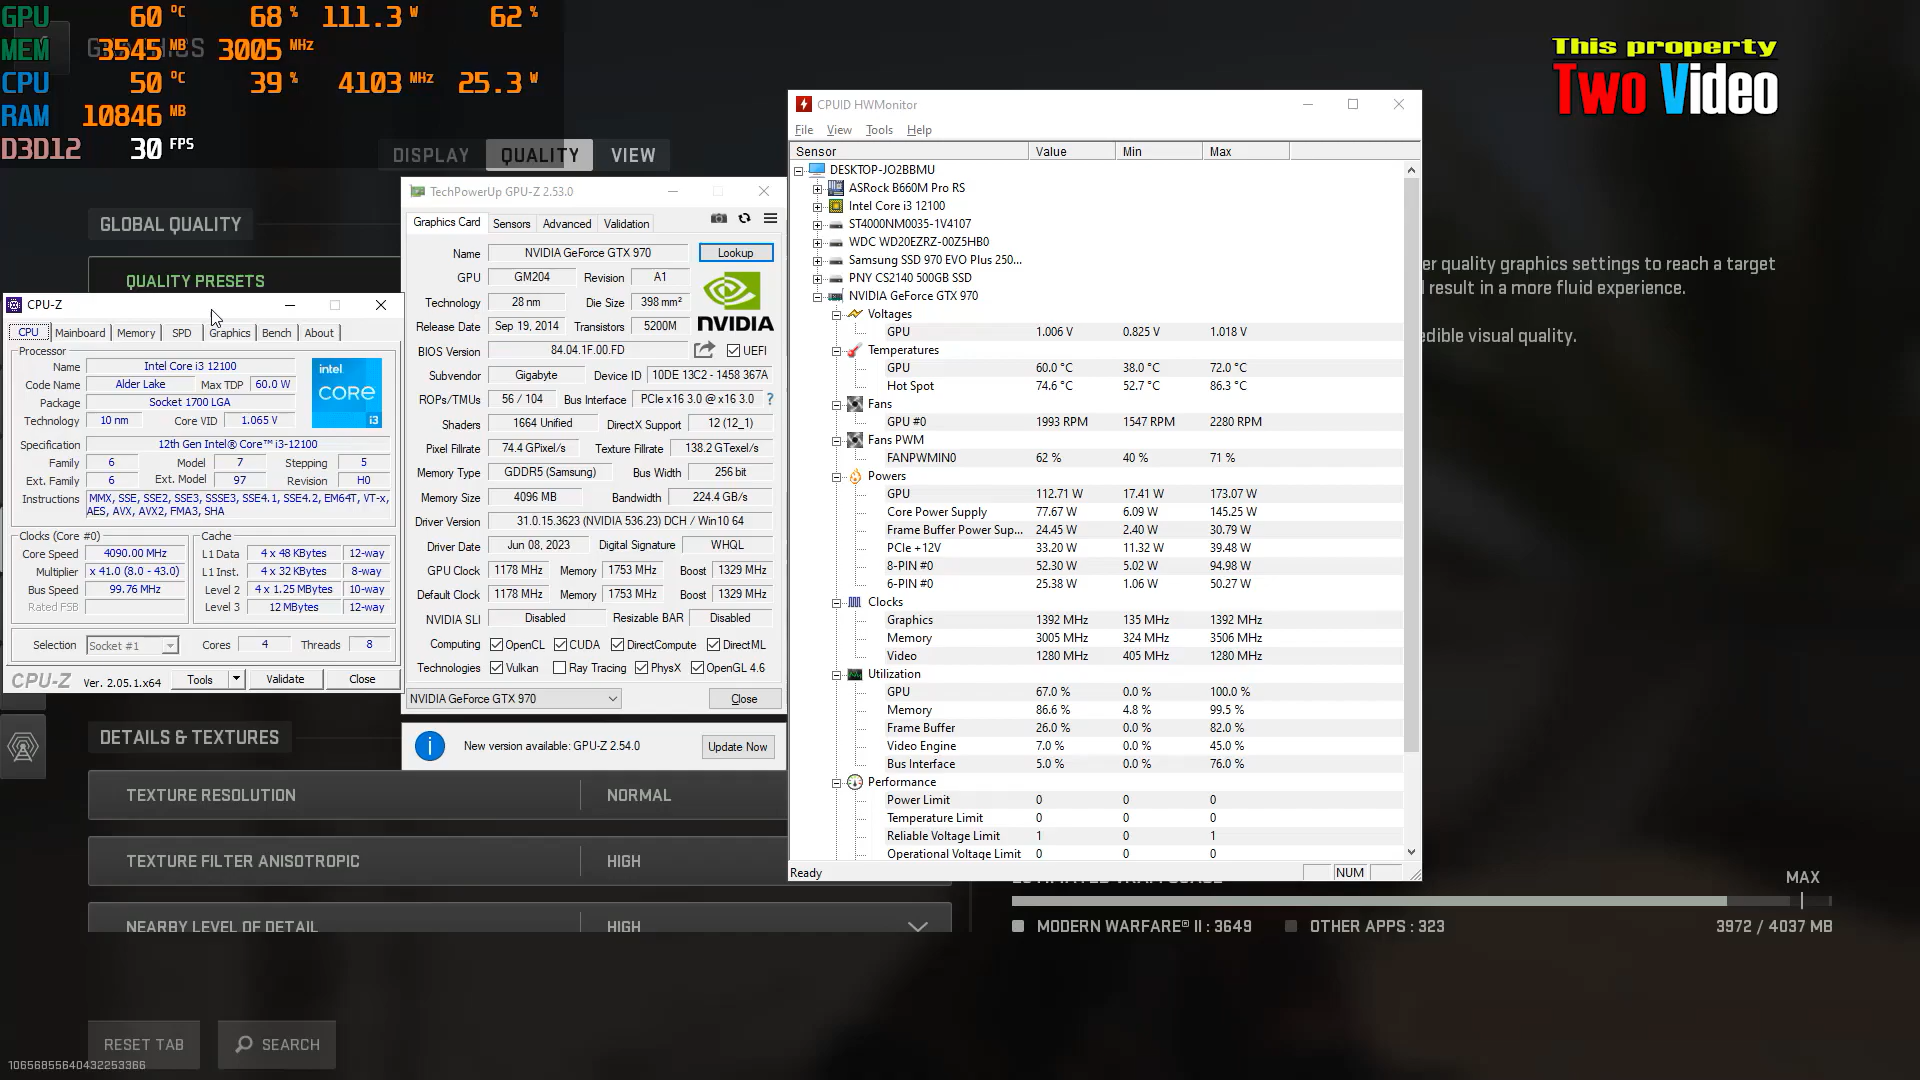 GPU 60 °C 68 % 111.3 W 62 %
MEM 3545 MB 3005 MHz
CPU 50 °C 39 % 4103 MHz 25.3 W
RAM 10846 MB
D3D12 30 FPS
This property
Two Video
DISPLAY QUALITY VIEW
GLOBAL QUALITY
QUALITY PRESETS
CPU-Z
CPU Mainboard Memory SPD Graphics Bench About
Processor
Name Intel Core i3 12100
Code Name Alder Lake Max TDP 60.0 W
Package Socket 1700 LGA
Technology 10 nm Core VID 1.065 V
intel
CORE
i3
Specification 12th Gen Intel® Core™ i3-12100
Family 6 Model 7 Stepping 5
Ext. Family 6 Ext. Model 97 Revision H0
Instructions MMX, SSE, SSE2, SSE3, SSSE3, SSE4.1, SSE4.2, EM64T, VT-x,
AES, AVX, AVX2, FMA3, SHA
Clocks (Core #0)
Core Speed 4090.00 MHz
Multiplier x 41.0 (8.0 - 43.0)
Bus Speed 99.76 MHz
Rated FSB
Cache
L1 Data 4 x 48 KBytes 12-way
L1 Inst. 4 x 32 KBytes 8-way
Level 2 4 x 1.25 MBytes 10-way
Level 3 12 MBytes 12-way
Selection Socket #1 Cores 4 Threads 8
CPU-Z Ver. 2.05.1.x64 Tools Validate Close
TechPowerUp GPU-Z 2.53.0
Graphics Card Sensors Advanced Validation
Name NVIDIA GeForce GTX 970 Lookup
GPU GM204 Revision A1
Technology 28 nm Die Size 398 mm²
Release Date Sep 19, 2014 Transistors 5200M
NVIDIA
BIOS Version 84.04.1F.00.FD UEFI
Subvendor Gigabyte Device ID 10DE 13C2 - 1458 367A
ROPs/TMUs 56 / 104 Bus Interface PCIe x16 3.0 @ x16 3.0 ?
Shaders 1664 Unified DirectX Support 12 (12_1)
Pixel Fillrate 74.4 GPixel/s Texture Fillrate 138.2 GTexel/s
Memory Type GDDR5 (Samsung) Bus Width 256 bit
Memory Size 4096 MB Bandwidth 224.4 GB/s
Driver Version 31.0.15.3623 (NVIDIA 536.23) DCH / Win10 64
Driver Date Jun 08, 2023 Digital Signature WHQL
GPU Clock 1178 MHz Memory 1753 MHz Boost 1329 MHz
Default Clock 1178 MHz Memory 1753 MHz Boost 1329 MHz
NVIDIA SLI Disabled Resizable BAR Disabled
Computing OpenCL CUDA DirectCompute DirectML
Technologies Vulkan Ray Tracing PhysX OpenGL 4.6
NVIDIA GeForce GTX 970 Close
New version available: GPU-Z 2.54.0 Update Now
CPUID HWMonitor
File View Tools Help
Sensor Value Min Max
DESKTOP-JO2BBMU
ASRock B660M Pro RS
Intel Core i3 12100
ST4000NM0035-1V4107
WDC WD20EZRZ-00Z5HB0
Samsung SSD 970 EVO Plus 250...
PNY CS2140 500GB SSD
NVIDIA GeForce GTX 970
Voltages
GPU 1.006 V 0.825 V 1.018 V
Temperatures
GPU 60.0 °C 38.0 °C 72.0 °C
Hot Spot 74.6 °C 52.7 °C 86.3 °C
Fans
GPU #0 1993 RPM 1547 RPM 2280 RPM
Fans PWM
FANPWMIN0 62 % 40 % 71 %
Powers
GPU 112.71 W 17.41 W 173.07 W
Core Power Supply 77.67 W 6.09 W 145.25 W
Frame Buffer Power Sup... 24.45 W 2.40 W 30.79 W
PCIe +12V 33.20 W 11.32 W 39.48 W
8-PIN #0 52.30 W 5.02 W 94.98 W
6-PIN #0 25.38 W 1.06 W 50.27 W
Clocks
Graphics 1392 MHz 135 MHz 1392 MHz
Memory 3005 MHz 324 MHz 3506 MHz
Video 1280 MHz 405 MHz 1280 MHz
Utilization
GPU 67.0 % 0.0 % 100.0 %
Memory 86.6 % 4.8 % 99.5 %
Frame Buffer 26.0 % 0.0 % 82.0 %
Video Engine 7.0 % 0.0 % 45.0 %
Bus Interface 5.0 % 0.0 % 76.0 %
Performance
Power Limit 0 0 0
Temperature Limit 0 0 0
Reliable Voltage Limit 1 0 1
Operational Voltage Limit 0 0 0
Ready NUM
quality graphics settings to reach a target
result in a more fluid experience.
visual quality.
DETAILS & TEXTURES
TEXTURE RESOLUTION NORMAL
TEXTURE FILTER ANISOTROPIC HIGH
NEARBY LEVEL OF DETAIL HIGH
MAX
MODERN WARFARE® II : 3649 OTHER APPS : 323 3972 / 4037 MB
RESET TAB SEARCH
10656855640432253366